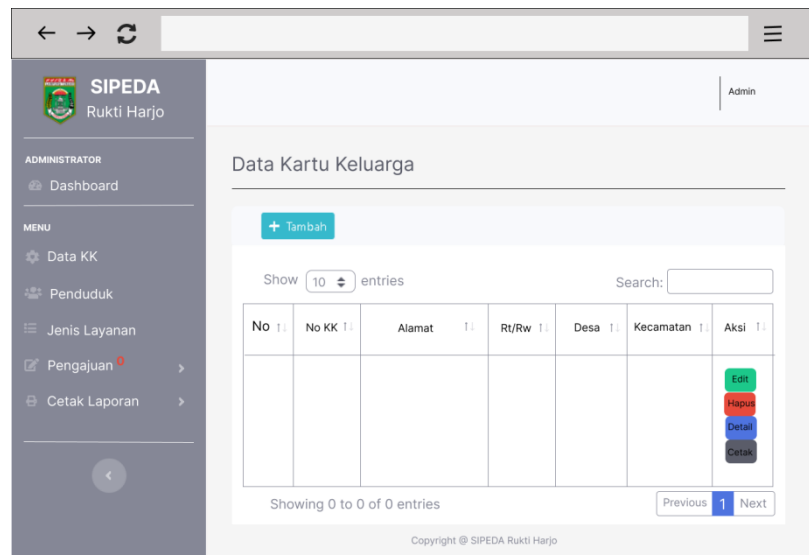 SIPEDA
Rukti Harjo
Admin
ADMINISTRATOR
Dashboard
MENU
Data KK
Penduduk
Jenis Layanan
Pengajuan 0
Cetak Laporan
Data Kartu Keluarga
+ Tambah
Show 10 entries
Search:
No No KK Alamat Rt/Rw Desa Kecamatan Aksi
Edit
Hapus
Detail
Cetak
Showing 0 to 0 of 0 entries
Previous 1 Next
Copyright @ SIPEDA Rukti Harjo